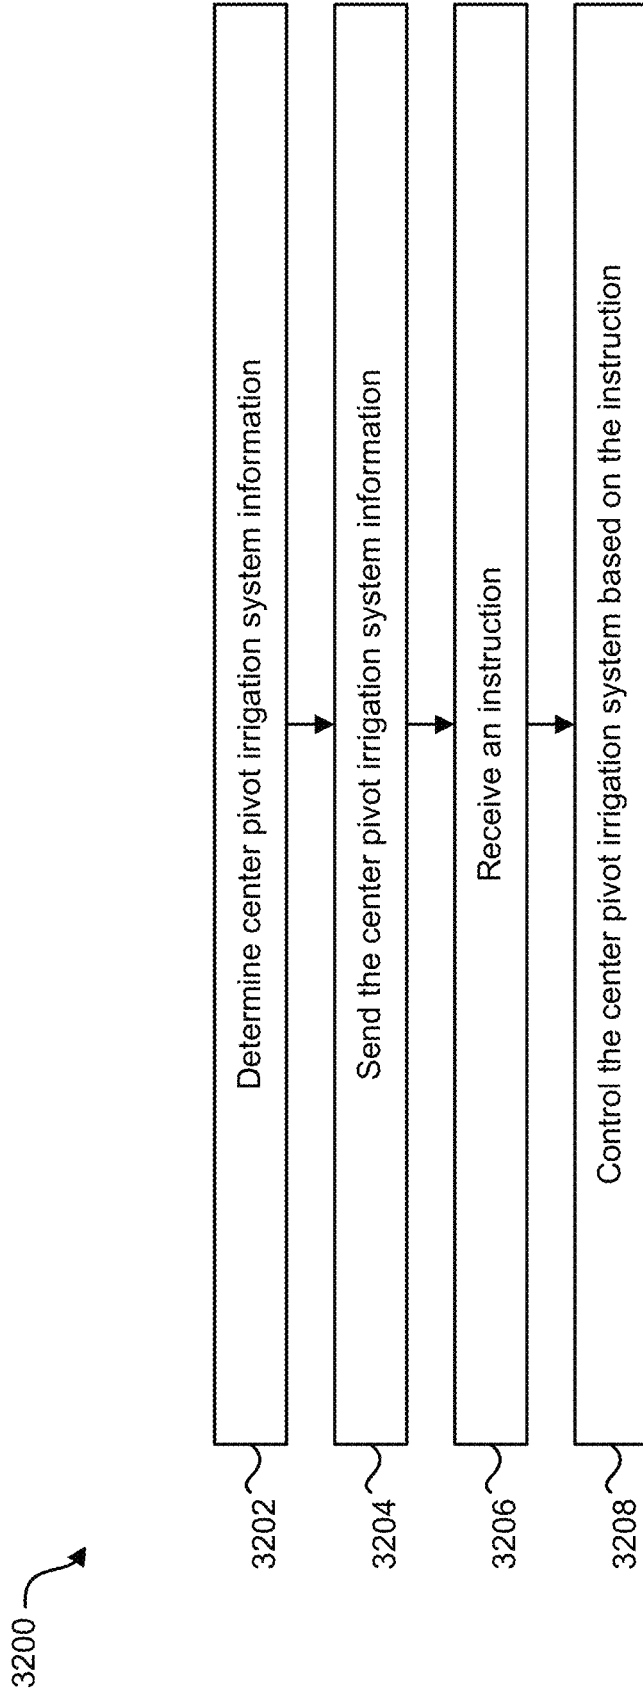 3200
3202
Determine center pivot irrigation system information
3204
Send the center pivot irrigation system information
3206
Receive an instruction
3208
Control the center pivot irrigation system based on the instruction